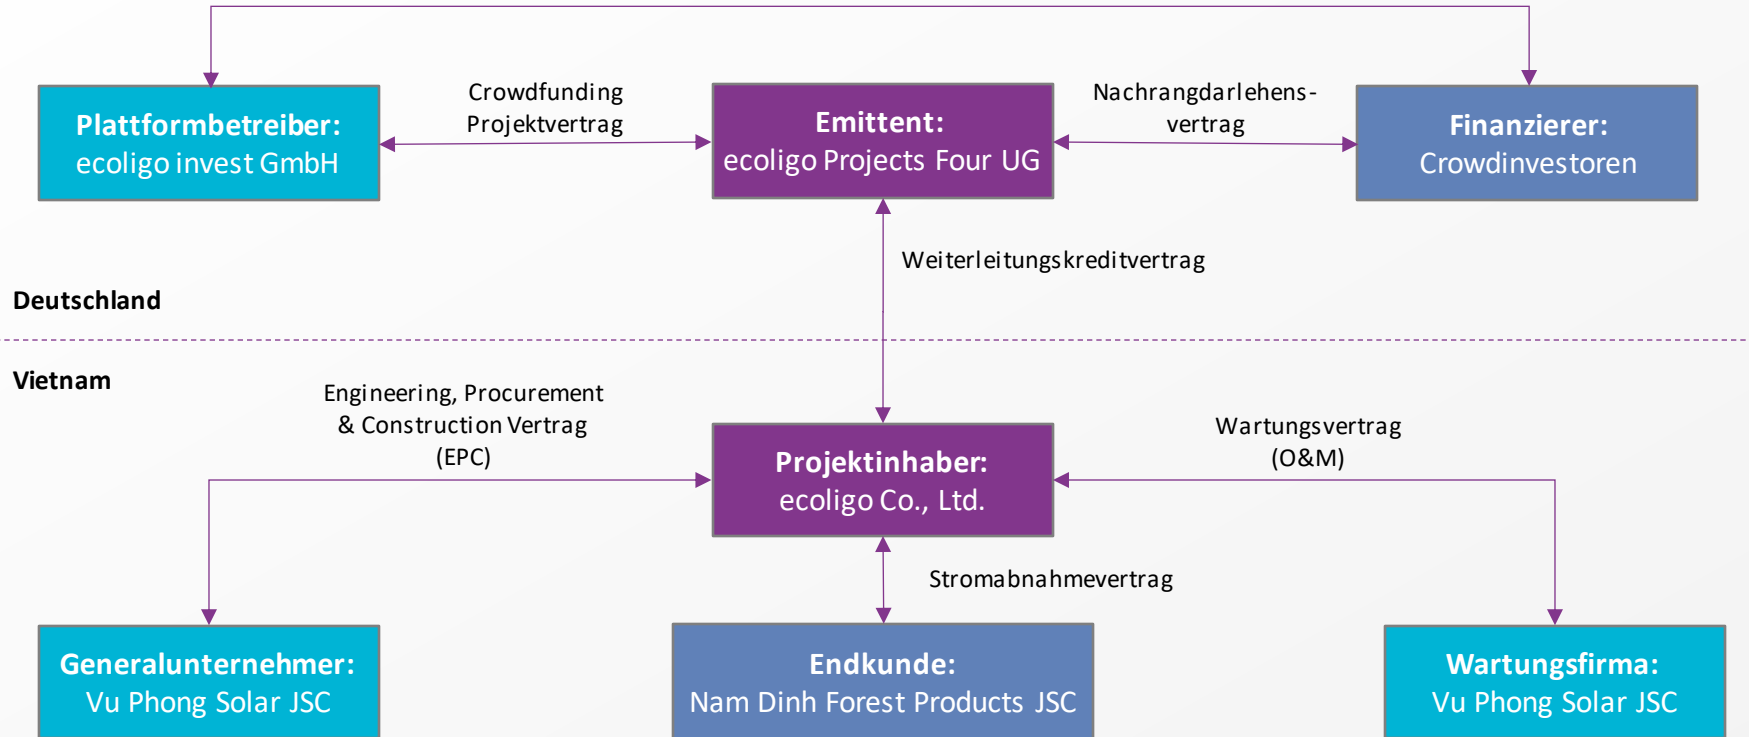 Crowdfunding
Projektvertrag
Nachrangdarlehens-
vertrag
Plattformbetreiber:
ecoligo invest GmbH
Emittent:
ecoligo Projects Four UG
Finanzierer:
Crowdinvestoren
Weiterleitungskreditvertrag
Deutschland
Vietnam
Engineering, Procurement
& Construction Vertrag
(EPC)
Wartungsvertrag
(O&M)
Projektinhaber:
ecoligo Co., Ltd.
Stromabnahmevertrag
Generalunternehmer:
Vu Phong Solar JSC
Endkunde:
Nam Dinh Forest Products JSC
Wartungsfirma:
Vu Phong Solar JSC